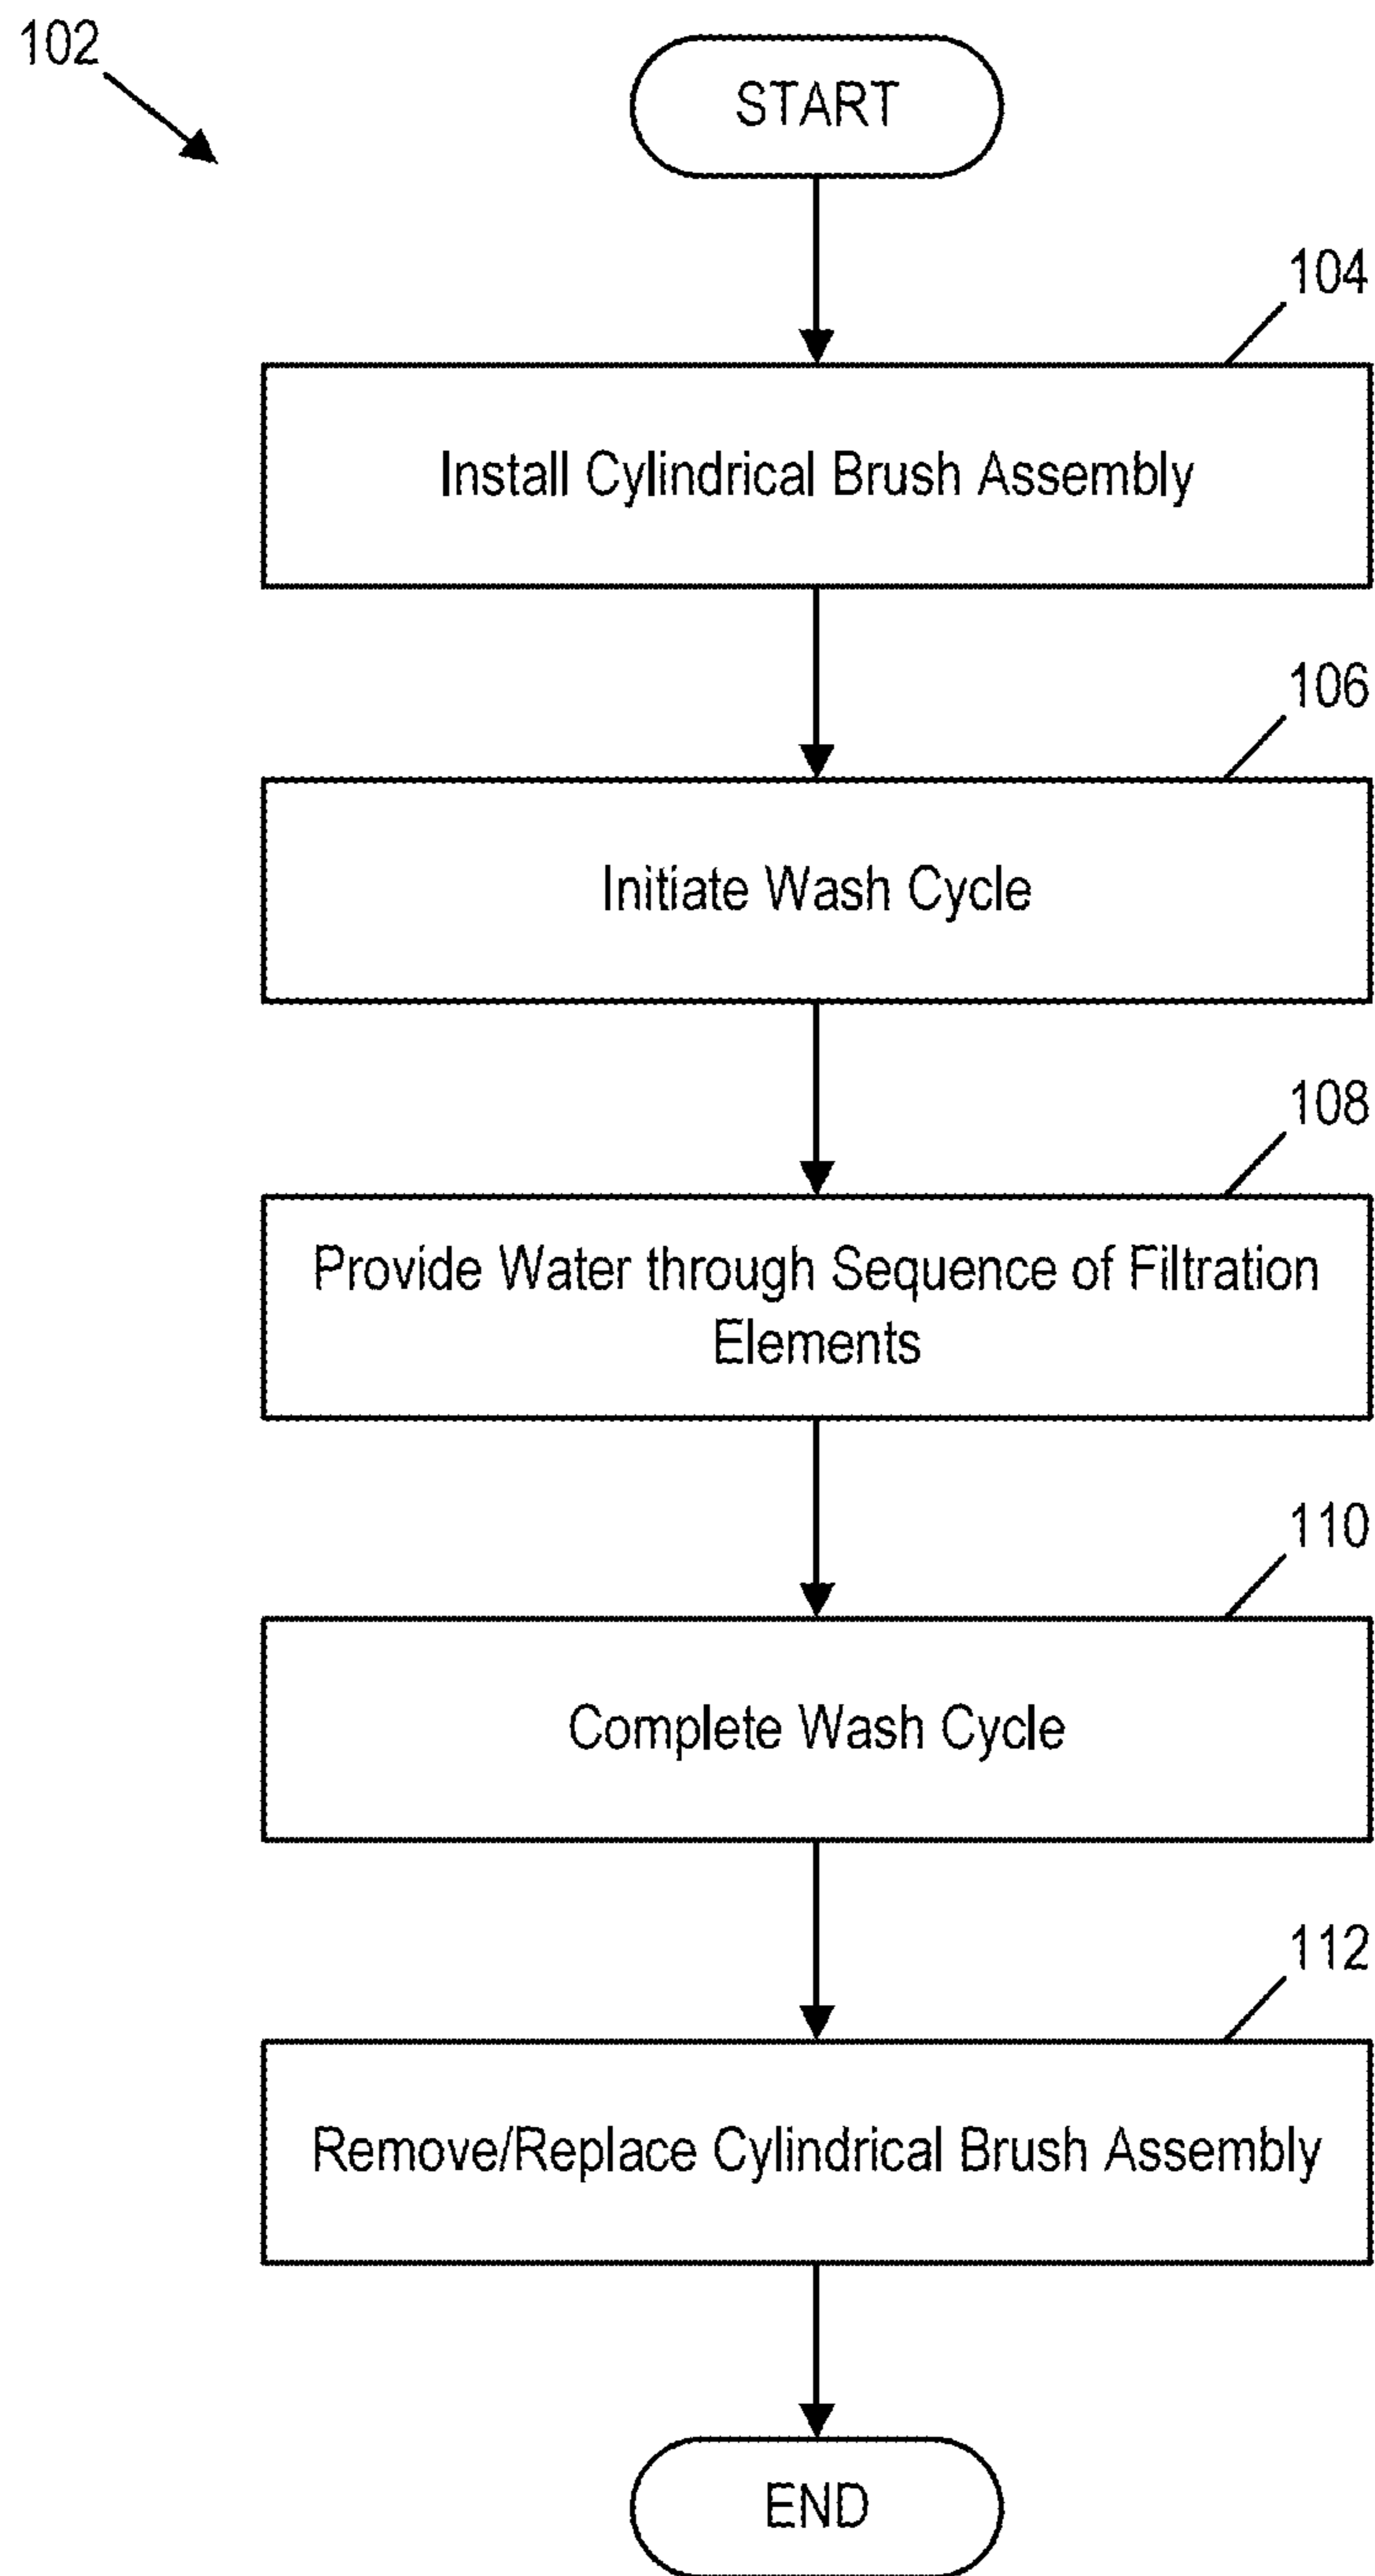 102
START
104
Install Cylindrical Brush Assembly
106
Initiate Wash Cycle
108
Provide Water through Sequence of Filtration
Elements
110
Complete Wash Cycle
112
Remove/Replace Cylindrical Brush Assembly
END